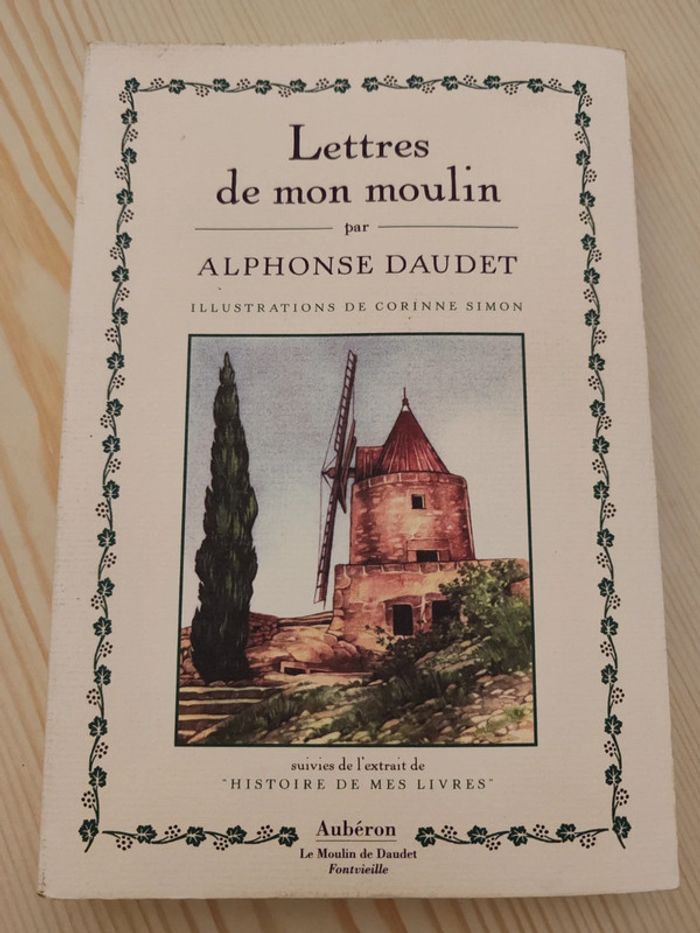 Lettres
de mon moulin
par
ALPHONSE DAUDET
ILLUSTRATIONS DE CORINNE SIMON
suivies de l'extrait de
"HISTOIRE DE MES LIVRES"
Aubéron
Le Moulin de Daudet
Fontvieille